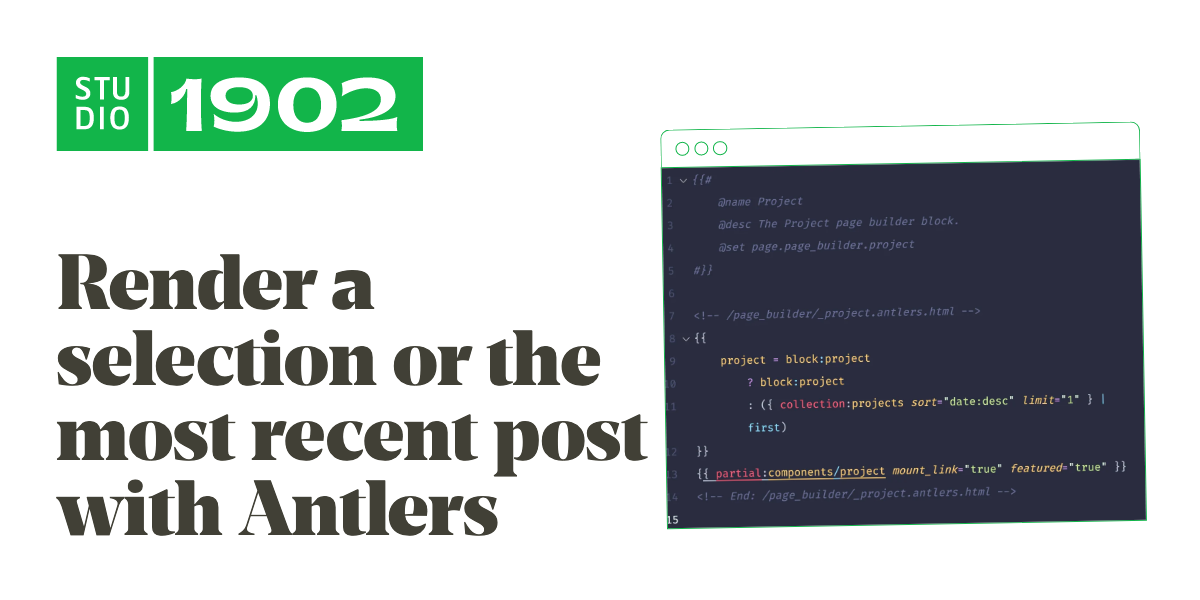 STU
DIO
1902
Render a
selection or the
most recent post
with Antlers
1 {{#
2 @name Project
3 @desc The Project page builder block.
4 @set page.page_builder.project
5 #}}
6
7 <!-- /page_builder/_project.antlers.html -->
8 {{
9 project = block:project
10 ? block:project
11 : ({ collection:projects sort="date:desc" limit="1" } |
first)
12 }}
13 {{ partial:components/project mount_link="true" featured="true" }}
14 <!-- End: /page_builder/_project.antlers.html -->
15